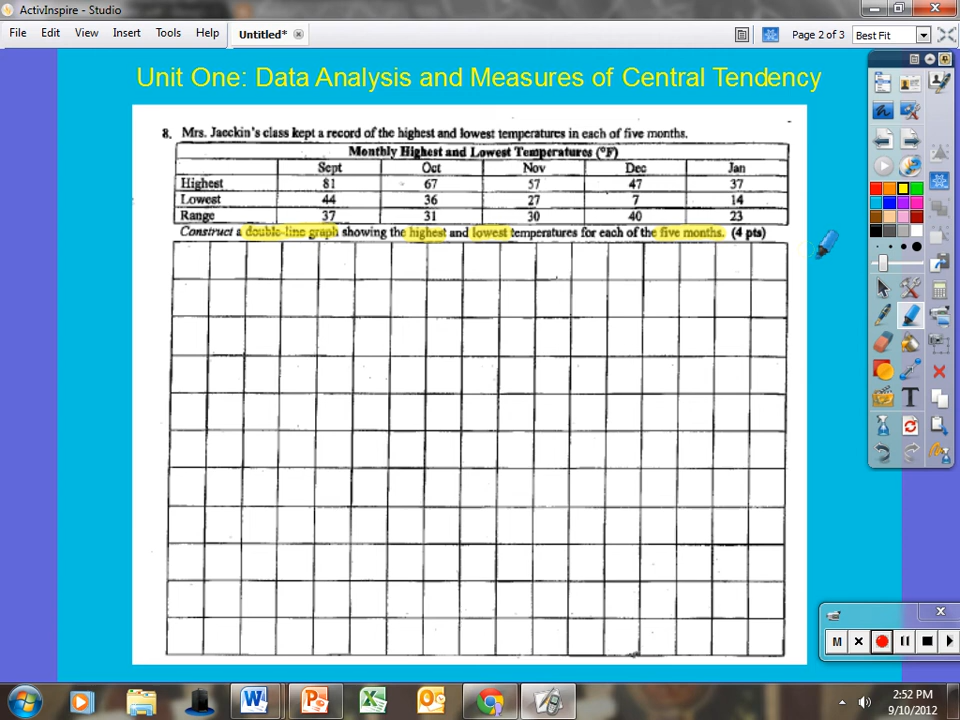 ActivInspire - Studio
File Edit View Insert Tools Help Untitled* Page 2 of 3 Best Fit
Unit One: Data Analysis and Measures of Central Tendency
8. Mrs. Jaeckin's class kept a record of the highest and lowest temperatures in each of five months.
Monthly Highest and Lowest Temperatures (°F)
Sept Oct Nov Dec Jan
Highest 81 67 57 47 37
Lowest 44 36 27 7 14
Range 37 31 30 40 23
Construct a double-line graph showing the highest and lowest temperatures for each of the five months. (4 pts)
M
2:52 PM
9/10/2012